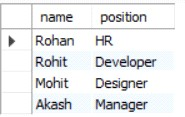 name position
Rohan HR
Rohit Developer
Mohit Designer
Akash Manager